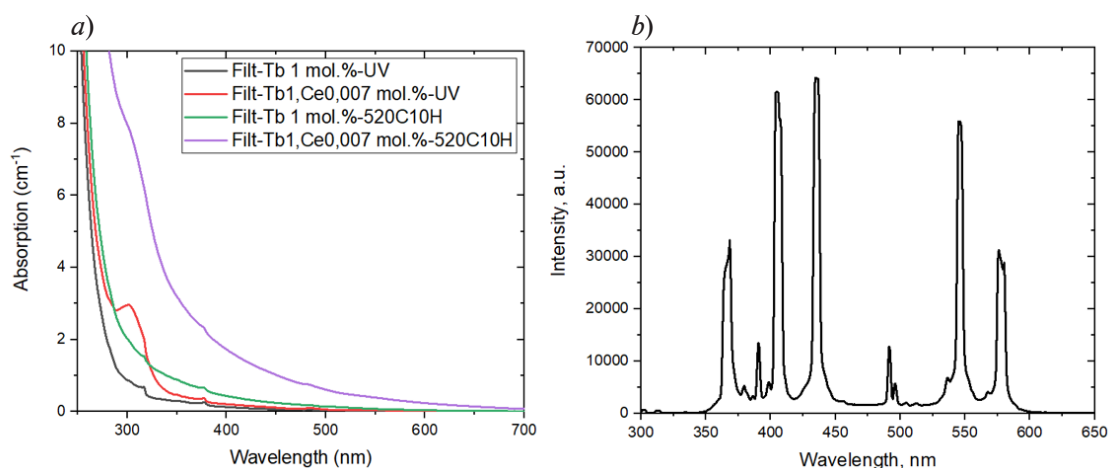 a)
Absorption (cm⁻¹)
10
8
6
4
2
0
300
400
500
600
700
Wavelength (nm)
Filt-Tb 1 mol.%-UV
Filt-Tb1,Ce0,007 mol.%-UV
Filt-Tb 1 mol.%-520C10H
Filt-Tb1,Ce0,007 mol.%-520C10H
b)
Intensity, a.u.
70000
60000
50000
40000
30000
20000
10000
0
300
350
400
450
500
550
600
650
Wavelength, nm